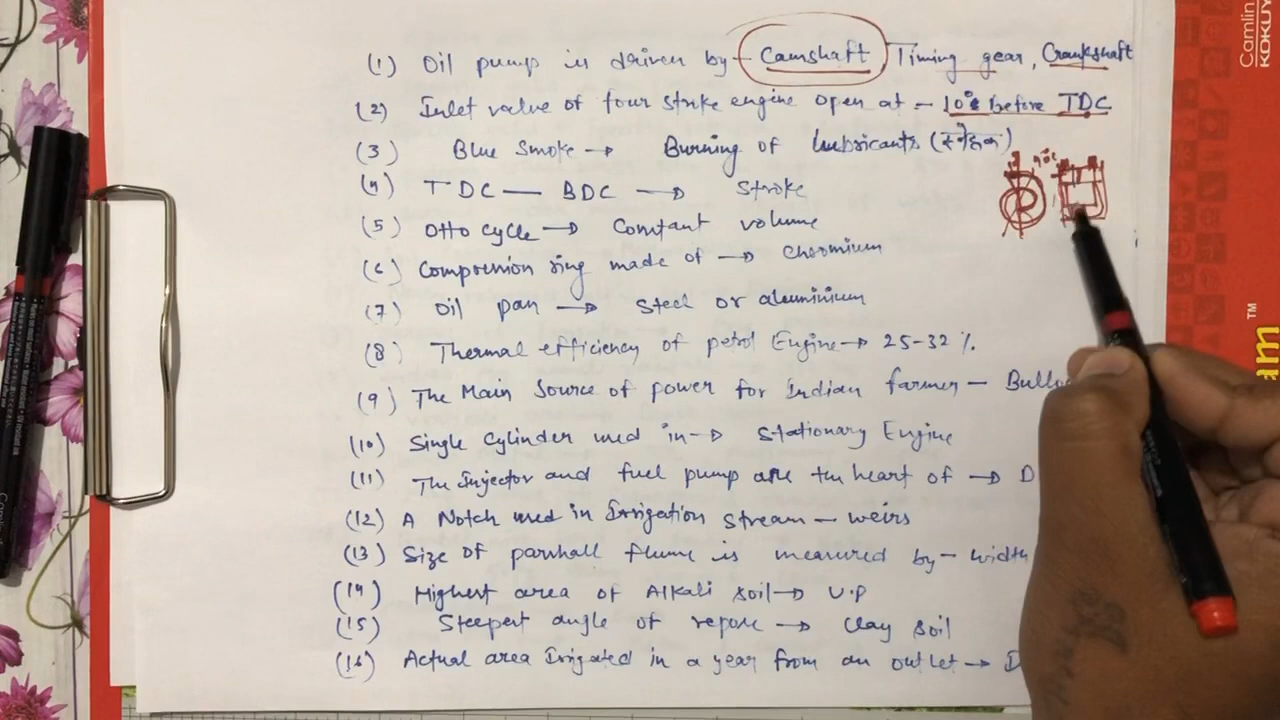 (1) Oil pump is driven by - Camshaft, Timing gear, Crankshaft
(2) Inlet valve of four stroke engine open at - 10° before TDC
(3) Blue Smoke → Burning of lubricants (स्नेहक)
(4) TDC — BDC → Stroke
(5) Otto cycle → Constant volume
(6) Compression ring made of → chromium
(7) Oil pan → Steel or aluminium
(8) Thermal efficiency of petrol Engine → 25-32 %.
(9) The Main Source of power for Indian farmer -
(10) Single Cylinder used in → Stationary Engine
(11) The Injector and fuel pump are the heart of → D
(12) A Notch used in Irrigation stream - weirs
(13) Size of parshall flume is measured by - width
(14) Highest area of Alkali soil → U.P
(15) Steepest angle of repose → Clay soil
(16) Actual area Irrigated in a year from an outlet →
Camlin
KOKUY
TM
am